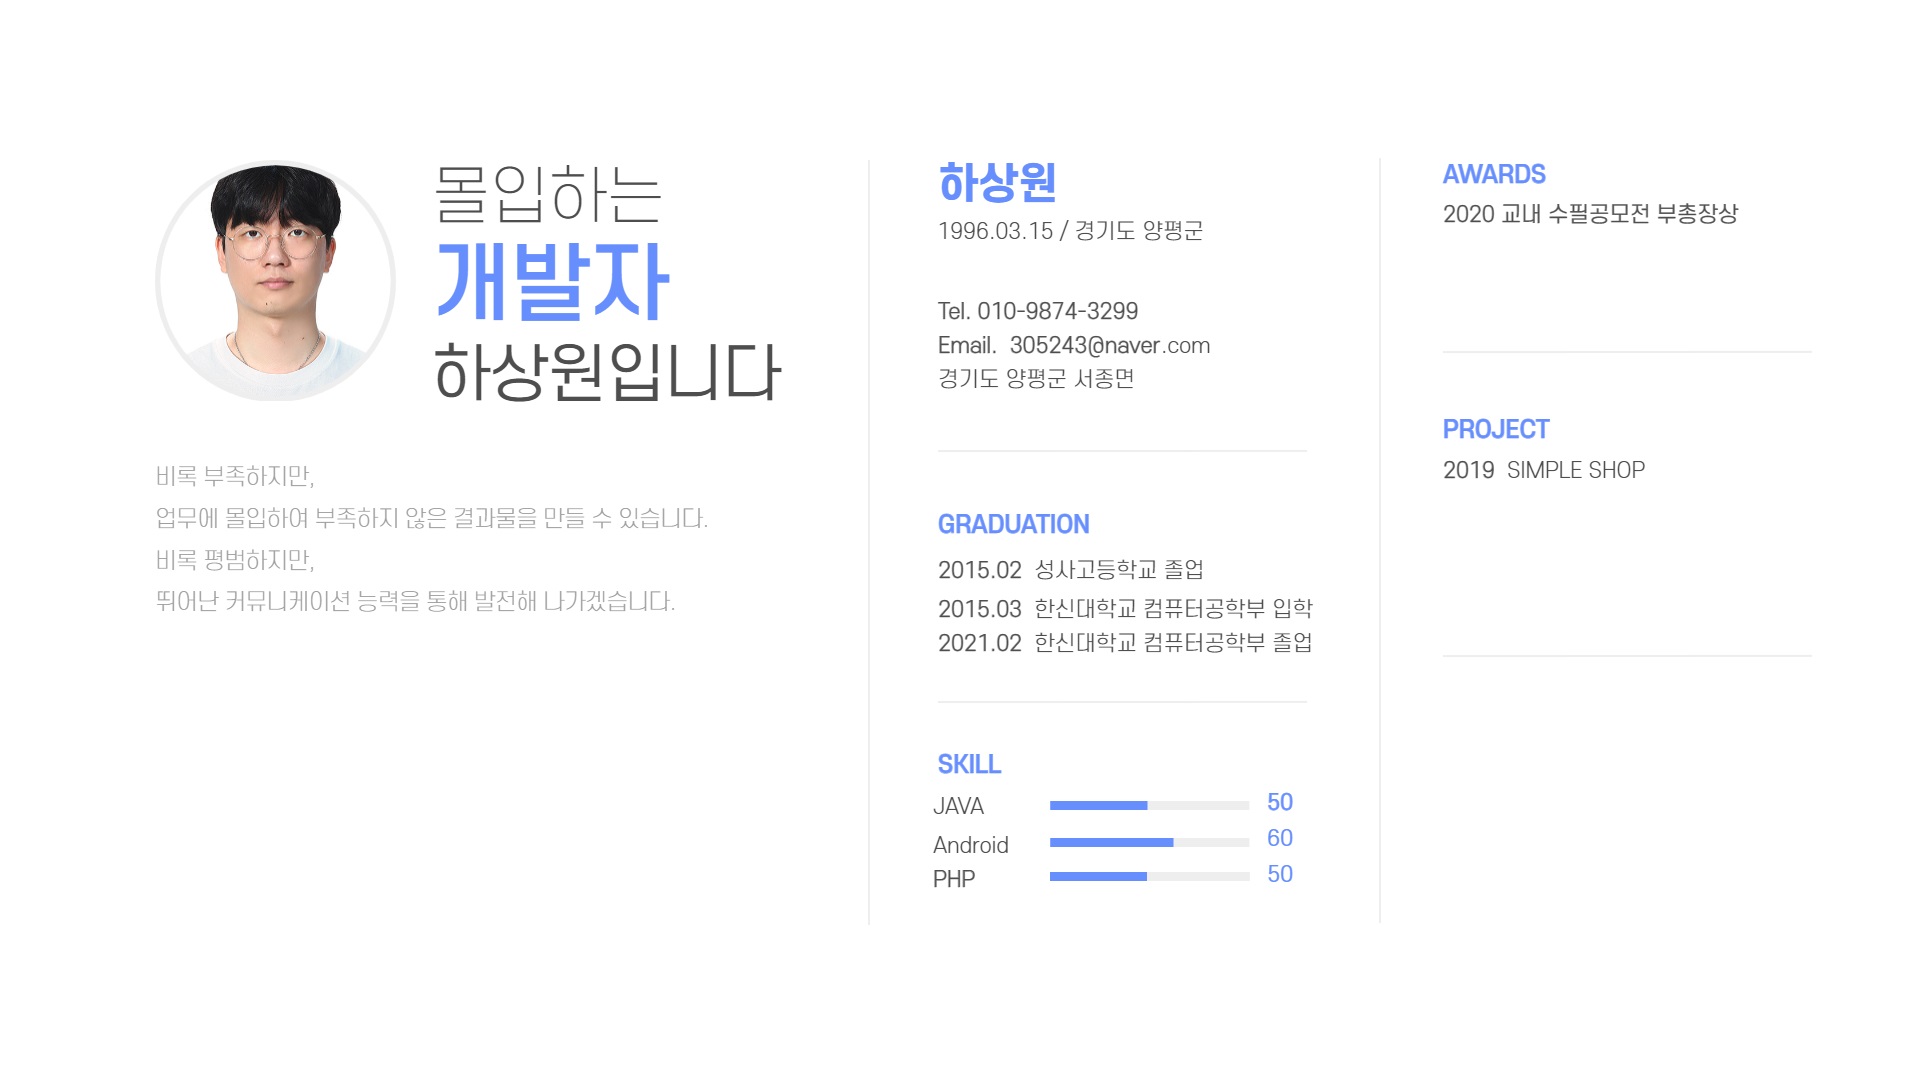 몰입하는
개발자
하상원입니다
비록 부족하지만,
업무에 몰입하여 부족하지 않은 결과물을 만들 수 있습니다.
비록 평범하지만,
뛰어난 커뮤니케이션 능력을 통해 발전해 나가겠습니다.
하상원
1996.03.15 / 경기도 양평군
Tel. 010-9874-3299
Email. 305243@naver.com
경기도 양평군 서종면
GRADUATION
2015.02 성사고등학교 졸업
2015.03 한신대학교 컴퓨터공학부 입학
2021.02 한신대학교 컴퓨터공학부 졸업
SKILL
JAVA 50
Android 60
PHP 50
AWARDS
2020 교내 수필공모전 부총장상
PROJECT
2019 SIMPLE SHOP